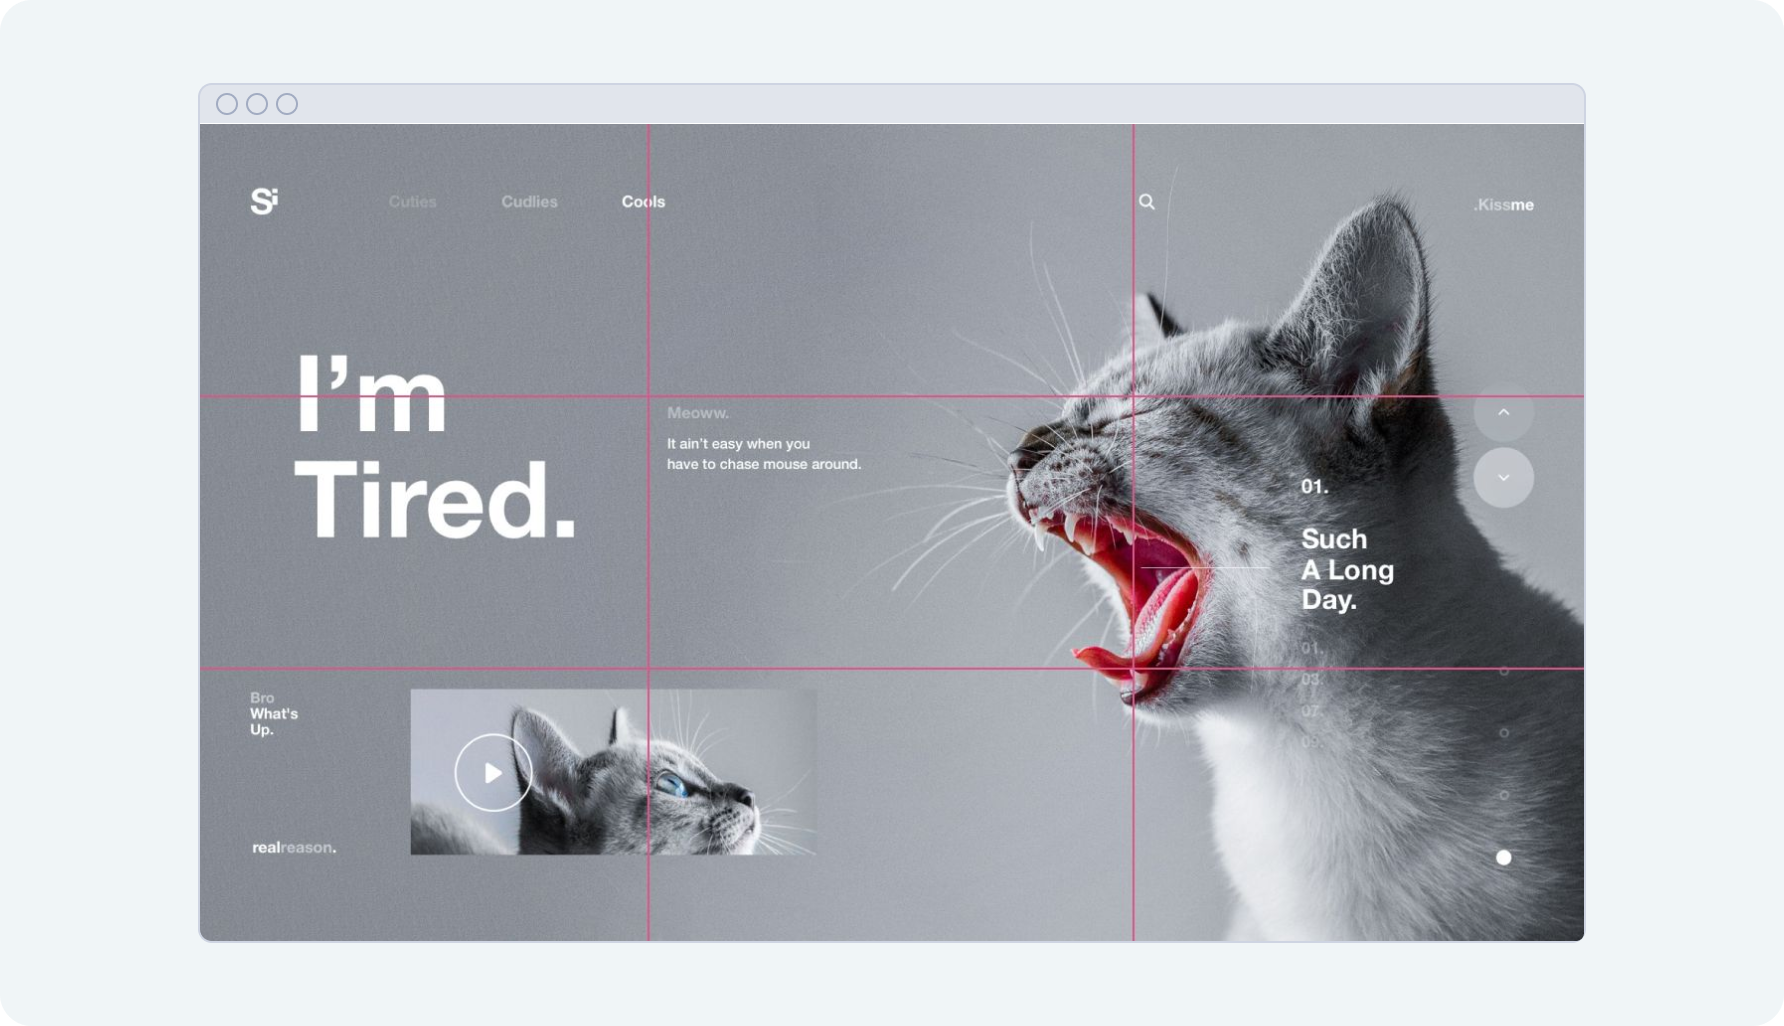 Si
Cuties Cudlies Cools
.Kissme
I’m
Tired.
Meoww.
It ain’t easy when you
have to chase mouse around.
01.
Such
A Long
Day.
01.
03.
07.
09.
Bro
What's
Up.
realreason.